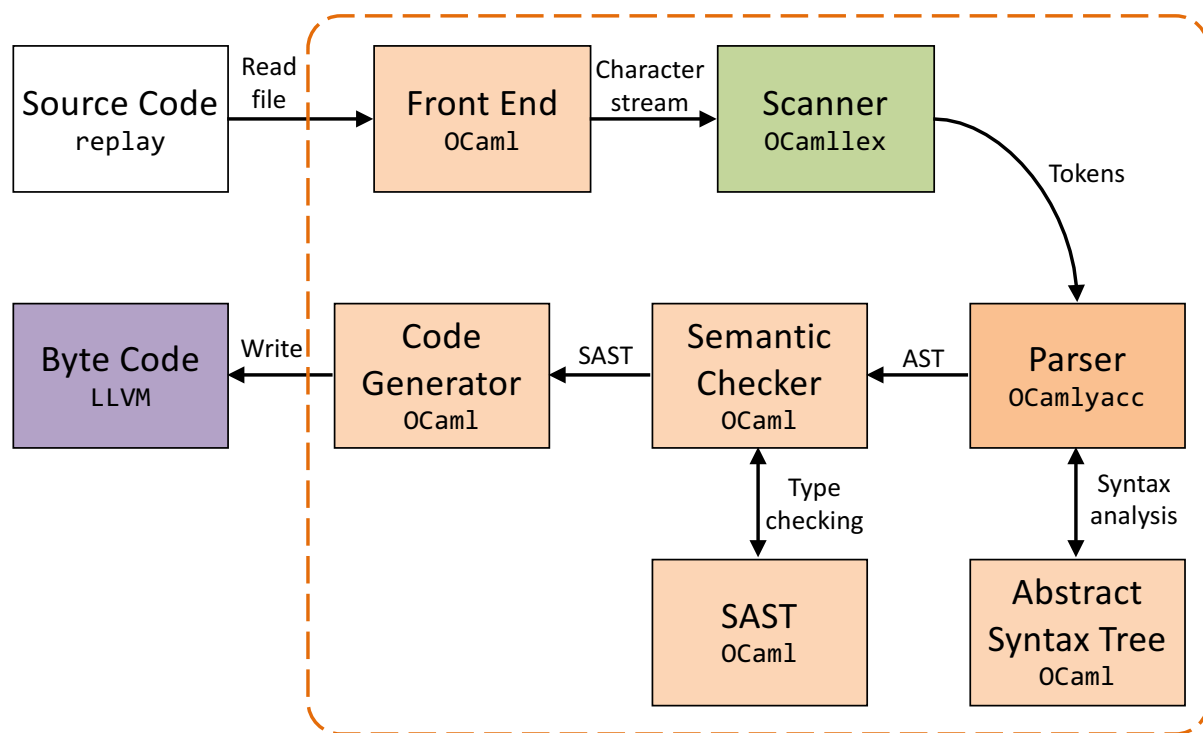 Source Code
replay
Read
file
Front End
OCaml
Character
stream
Scanner
OCamllex
Tokens
Byte Code
LLVM
Write
Code
Generator
OCaml
SAST
Semantic
Checker
OCaml
AST
Parser
OCamlyacc
Type
checking
Syntax
analysis
SAST
OCaml
Abstract
Syntax Tree
OCaml